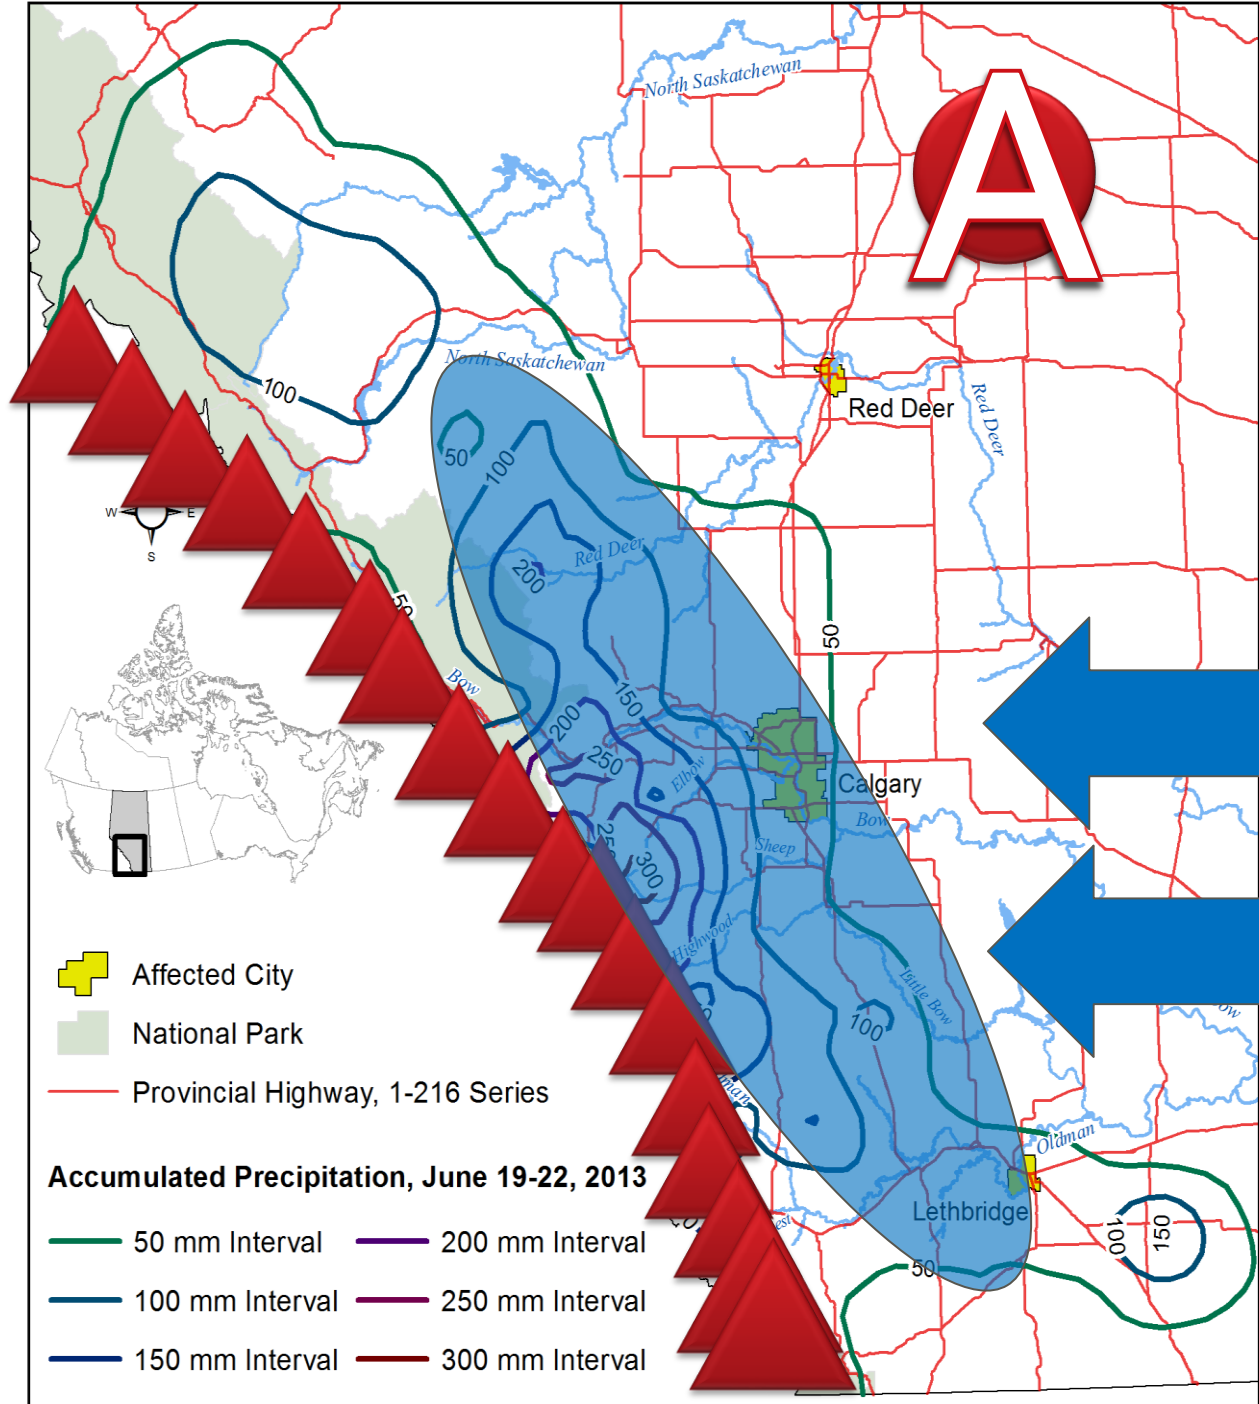 North Saskatchewan
A
100
North Saskatchewan
Red Deer
Red Deer
50
100
W
E
S
Red Deer
200
50
50
Bow
150
200
250
Elbow
Calgary
Bow
Sheep
300
Highwood
Little Bow
100
Oldman
Lethbridge
100
150
50
Affected City
National Park
Provincial Highway, 1-216 Series
Accumulated Precipitation, June 19-22, 2013
50 mm Interval
200 mm Interval
100 mm Interval
250 mm Interval
150 mm Interval
300 mm Interval